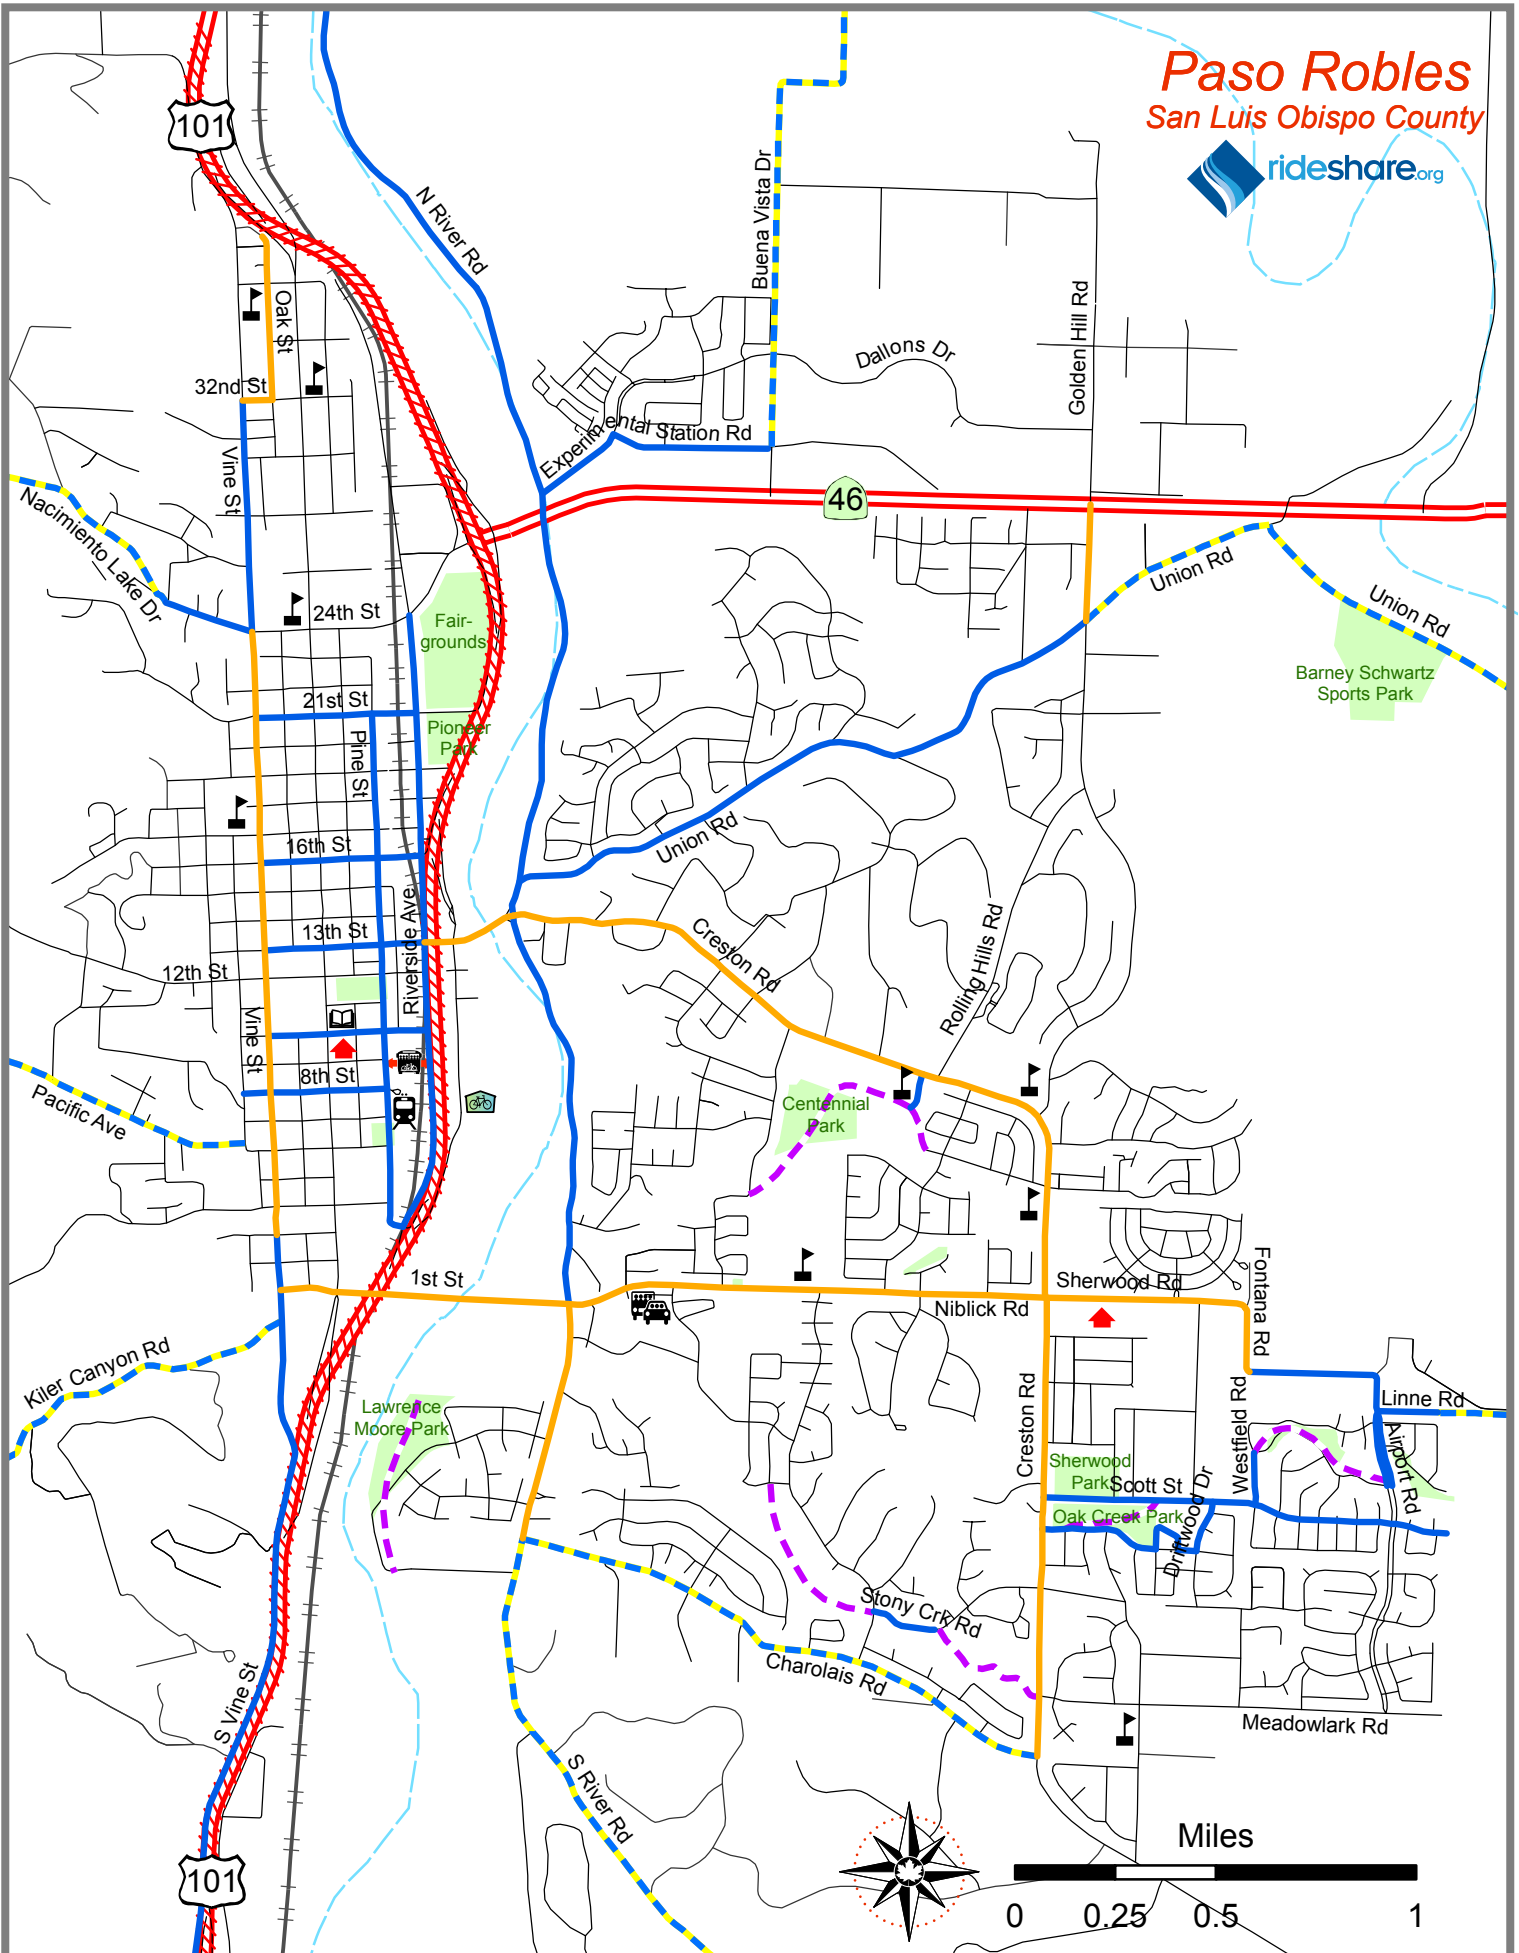 Paso Robles
San Luis Obispo County
rideshare.org
101
N River Rd
Buena Vista Dr
Golden Hill Rd
Oak St
Dallons Dr
32nd St
Experimental Station Rd
Vine St
46
Nacimiento Lake Dr
Union Rd
Union Rd
24th St
Fair-
grounds
Barney Schwartz
Sports Park
21st St
Pioneer
Park
Pine St
Union Rd
16th St
Riverside Ave
13th St
Creston Rd
12th St
Rolling Hills Rd
Vine St
8th St
Pacific Ave
Centennial
Park
1st St
Sherwood Rd
Fontana Rd
Niblick Rd
Kiler Canyon Rd
Lawrence
Moore Park
Creston Rd
Westfield Rd
Linne Rd
Airport Rd
Sherwood
Park
Scott St
Oak Creek Park
Driftwood Dr
Stony Crk Rd
Charolais Rd
S Vine St
Meadowlark Rd
S River Rd
Miles
101
0 0.25 0.5 1